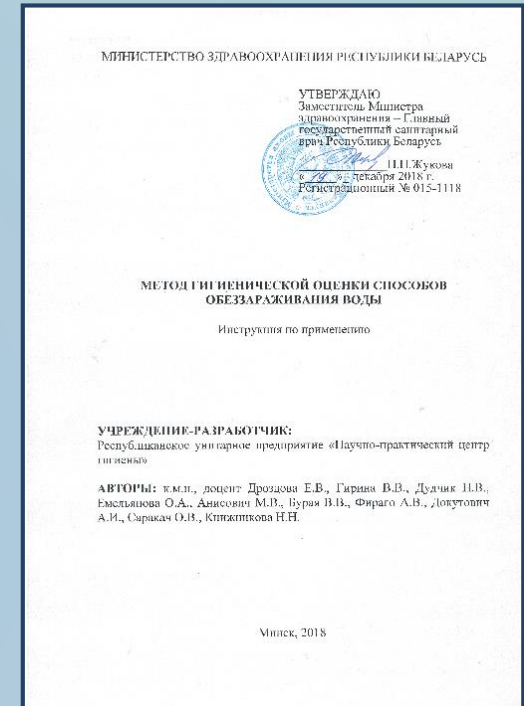 МИНИСТЕРСТВО ЗДРАВООХРАНЕНИЯ РЕСПУБЛИКИ БЕЛАРУСЬ
УТВЕРЖДАЮ
Заместитель Министра
здравоохранения – Главный
государственный санитарный
врач Республики Беларусь
Н.П.Жукова
« 14 » декабря 2018 г.
Регистрационный № 015-1118
МЕТОД ГИГИЕНИЧЕСКОЙ ОЦЕНКИ СПОСОБОВ
ОБЕЗЗАРАЖИВАНИЯ ВОДЫ
Инструкция по применению
УЧРЕЖДЕНИЕ-РАЗРАБОТЧИК:
Республиканское унитарное предприятие «Научно-практический центр
гигиены»
АВТОРЫ: к.м.н., доцент Дроздова Е.В., Гирина В.В., Дудчик Н.В.,
Емельянова О.А., Анисович М.В., Бурая В.В., Фираго А.В., Докутович
А.И., Саракач О.В., Книжникова Н.Н.
Минск, 2018